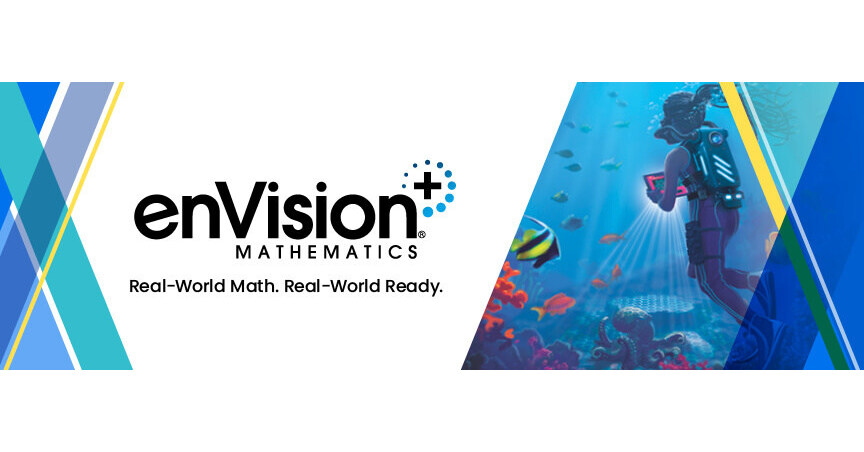 enVision+®
MATHEMATICS
Real-World Math. Real-World Ready.